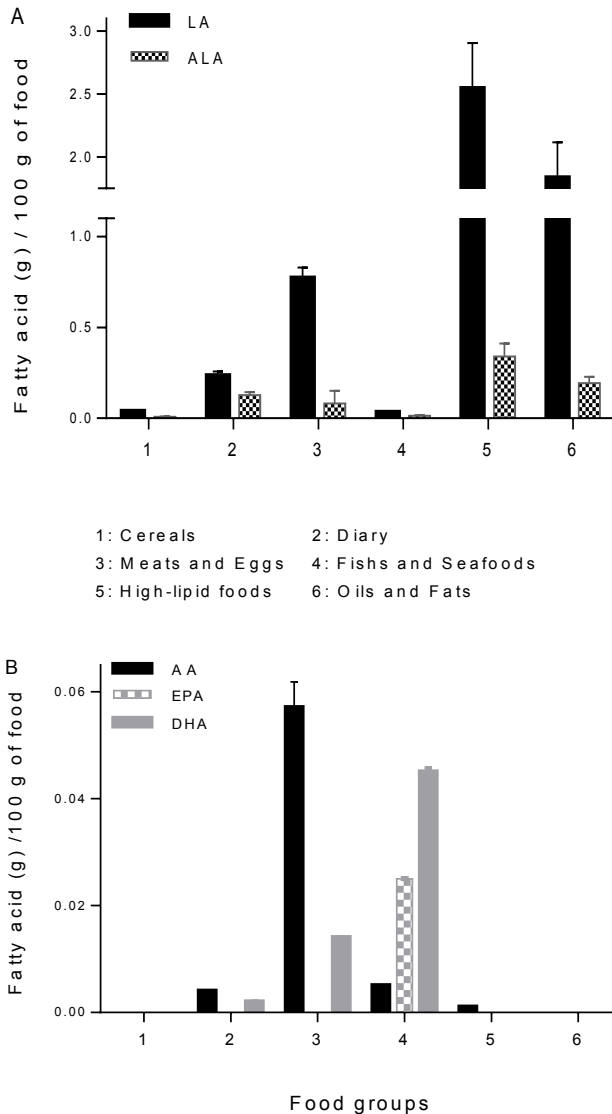 A
LA
ALA
Fatty acid (g) / 100 g of food
3.0
2.5
2.0
1.0
0.5
0.0
1 2 3 4 5 6
1: Cereals 2: Diary
3: Meats and Eggs 4: Fishs and Seafoods
5: High-lipid foods 6: Oils and Fats
B
AA
EPA
DHA
Fatty acid (g) /100 g of food
0.06
0.04
0.02
0.00
1 2 3 4 5 6
Food groups